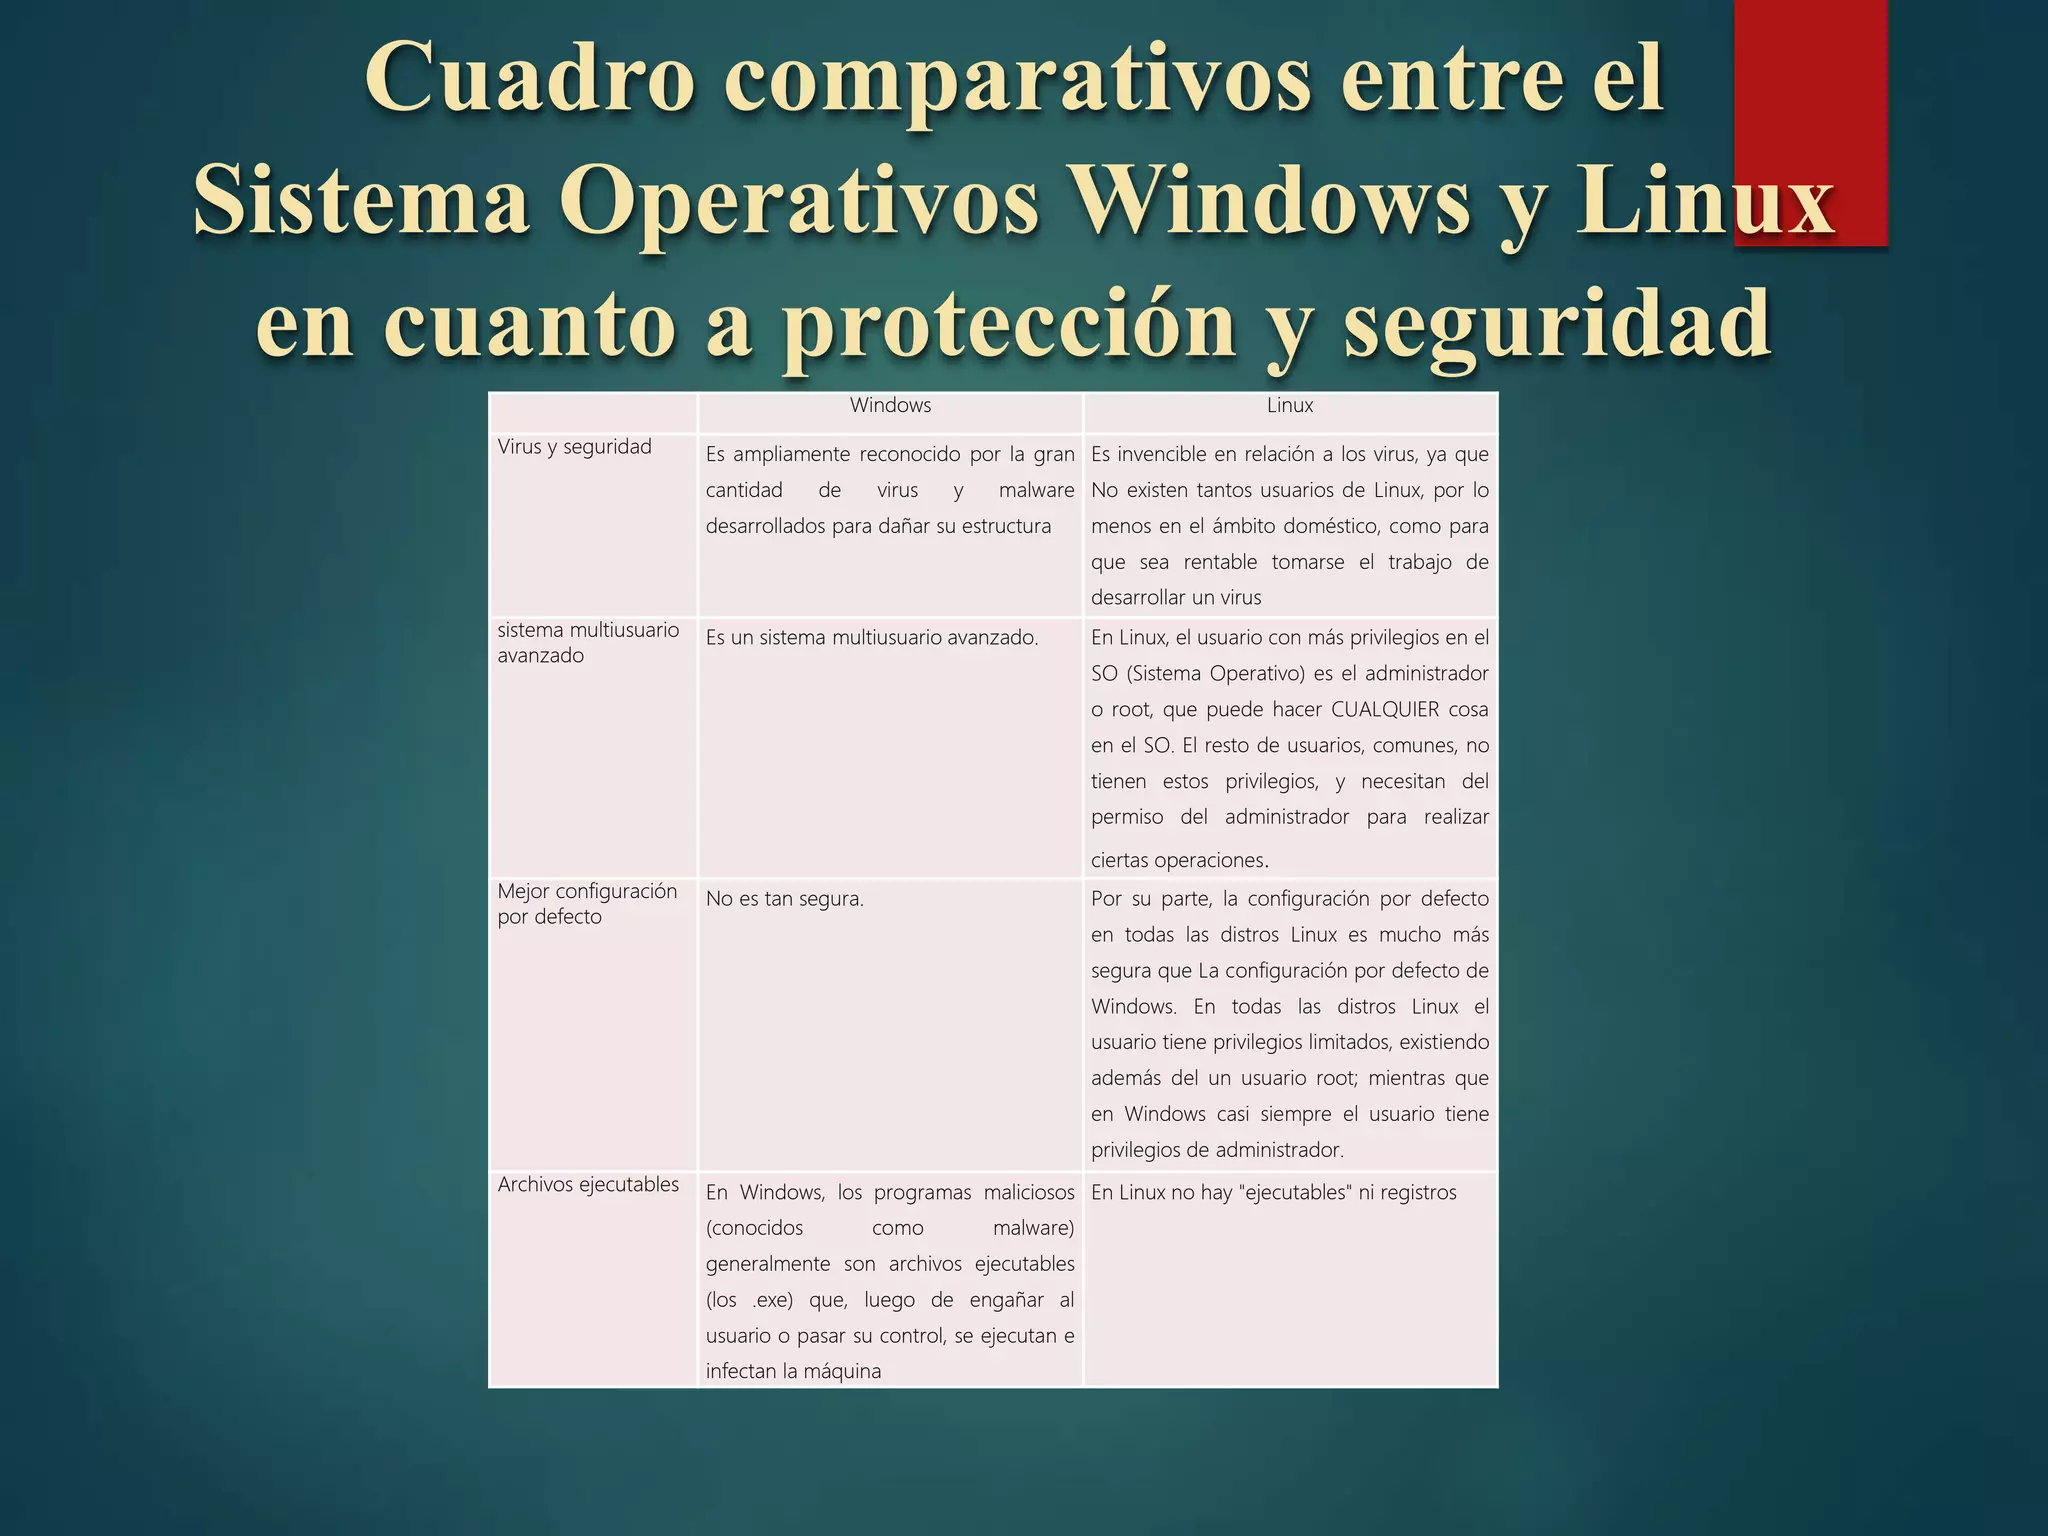 Cuadro comparativos entre el
Sistema Operativos Windows y Linux
en cuanto a protección y seguridad
Windows
Linux
Virus y seguridad
Es ampliamente reconocido por la gran
cantidad de virus y malware
desarrollados para dañar su estructura
Es invencible en relación a los virus, ya que
No existen tantos usuarios de Linux, por lo
menos en el ámbito doméstico, como para
que sea rentable tomarse el trabajo de
desarrollar un virus
sistema multiusuario
avanzado
Es un sistema multiusuario avanzado.
En Linux, el usuario con más privilegios en el
SO (Sistema Operativo) es el administrador
o root, que puede hacer CUALQUIER cosa
en el SO. El resto de usuarios, comunes, no
tienen estos privilegios, y necesitan del
permiso del administrador para realizar
ciertas operaciones.
Mejor configuración
por defecto
No es tan segura.
Por su parte, la configuración por defecto
en todas las distros Linux es mucho más
segura que La configuración por defecto de
Windows. En todas las distros Linux el
usuario tiene privilegios limitados, existiendo
además del un usuario root; mientras que
en Windows casi siempre el usuario tiene
privilegios de administrador.
Archivos ejecutables
En Windows, los programas maliciosos
(conocidos como malware)
generalmente son archivos ejecutables
(los .exe) que, luego de engañar al
usuario o pasar su control, se ejecutan e
infectan la máquina
En Linux no hay "ejecutables" ni registros